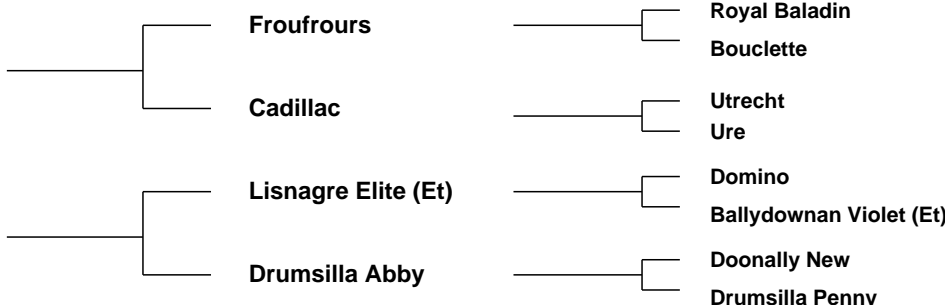 Froufrours
Royal Baladin
Bouclette
Cadillac
Utrecht
Ure
Lisnagre Elite (Et)
Domino
Ballydownan Violet (Et)
Drumsilla Abby
Doonally New
Drumsilla Penny